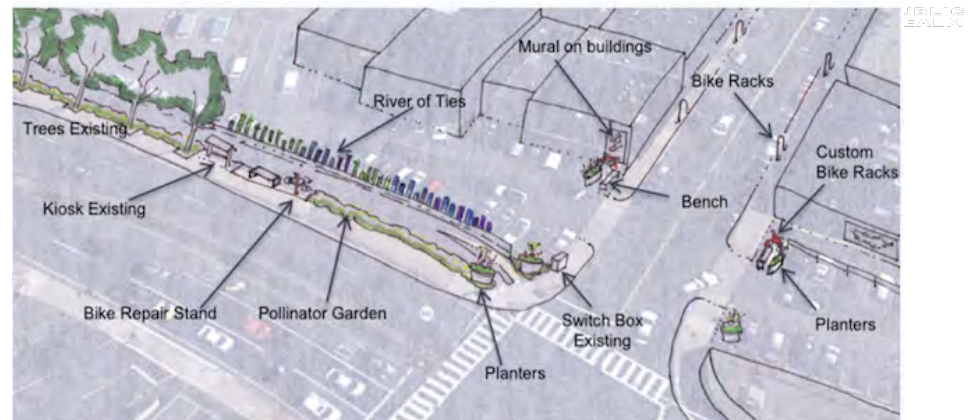 Mural on buildings
Bike Racks
River of Ties
Trees Existing
Custom
Bike Racks
Kiosk Existing
Bench
Bike Repair Stand
Pollinator Garden
Switch Box
Existing
Planters
Planters